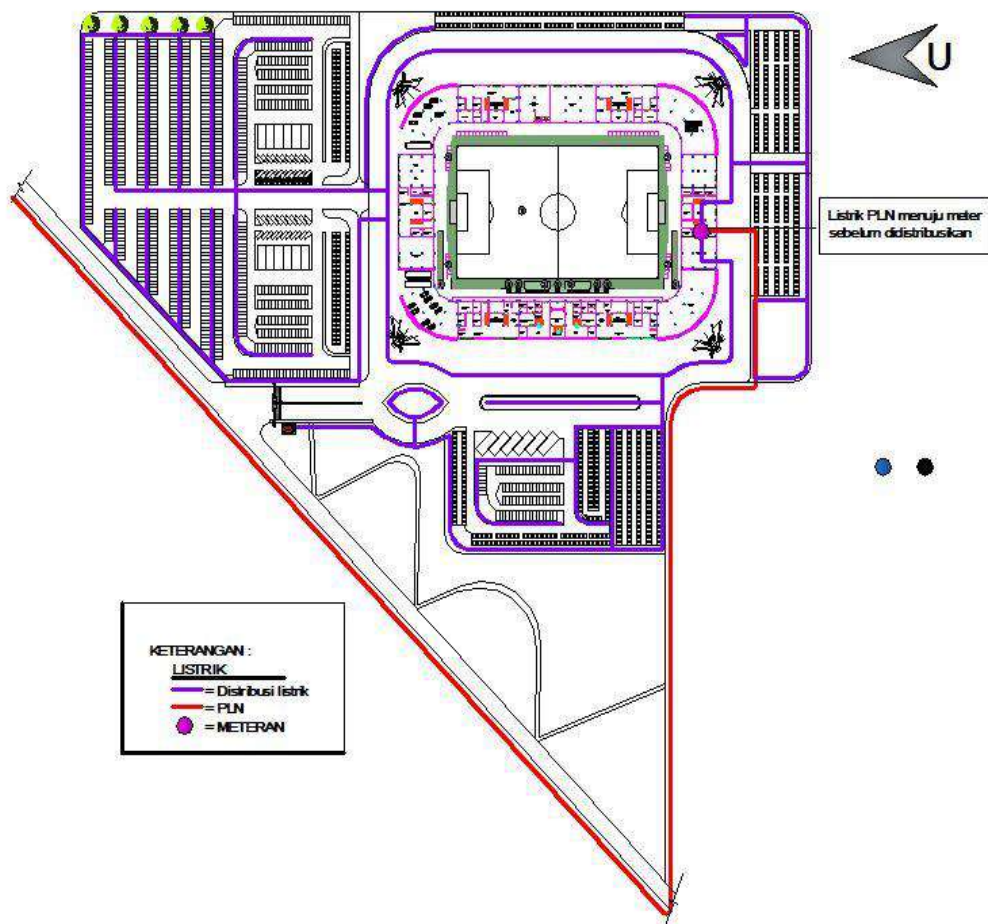 U
Listrik PLN menuju meter
sebelum didistribusikan
KETERANGAN :
LISTRIK
= Distribusi listrik
= PLN
= METERAN